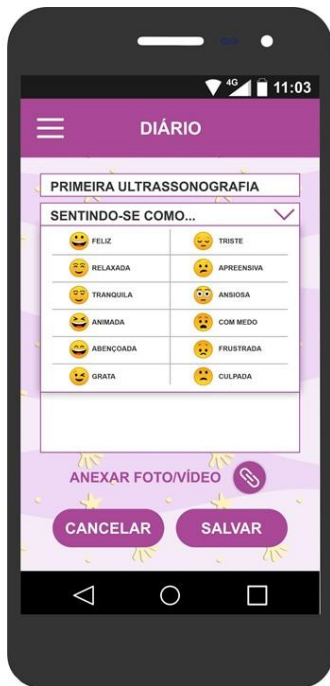 4G 11:03
DIÁRIO
PRIMEIRA ULTRASSONOGRAFIA
SENTINDO-SE COMO...
FELIZ TRISTE
RELAXADA APREENSIVA
TRANQUILA ANSIOSA
ANIMADA COM MEDO
ABENÇOADA FRUSTRADA
GRATA CULPADA
ANEXAR FOTO/VÍDEO
CANCELAR SALVAR